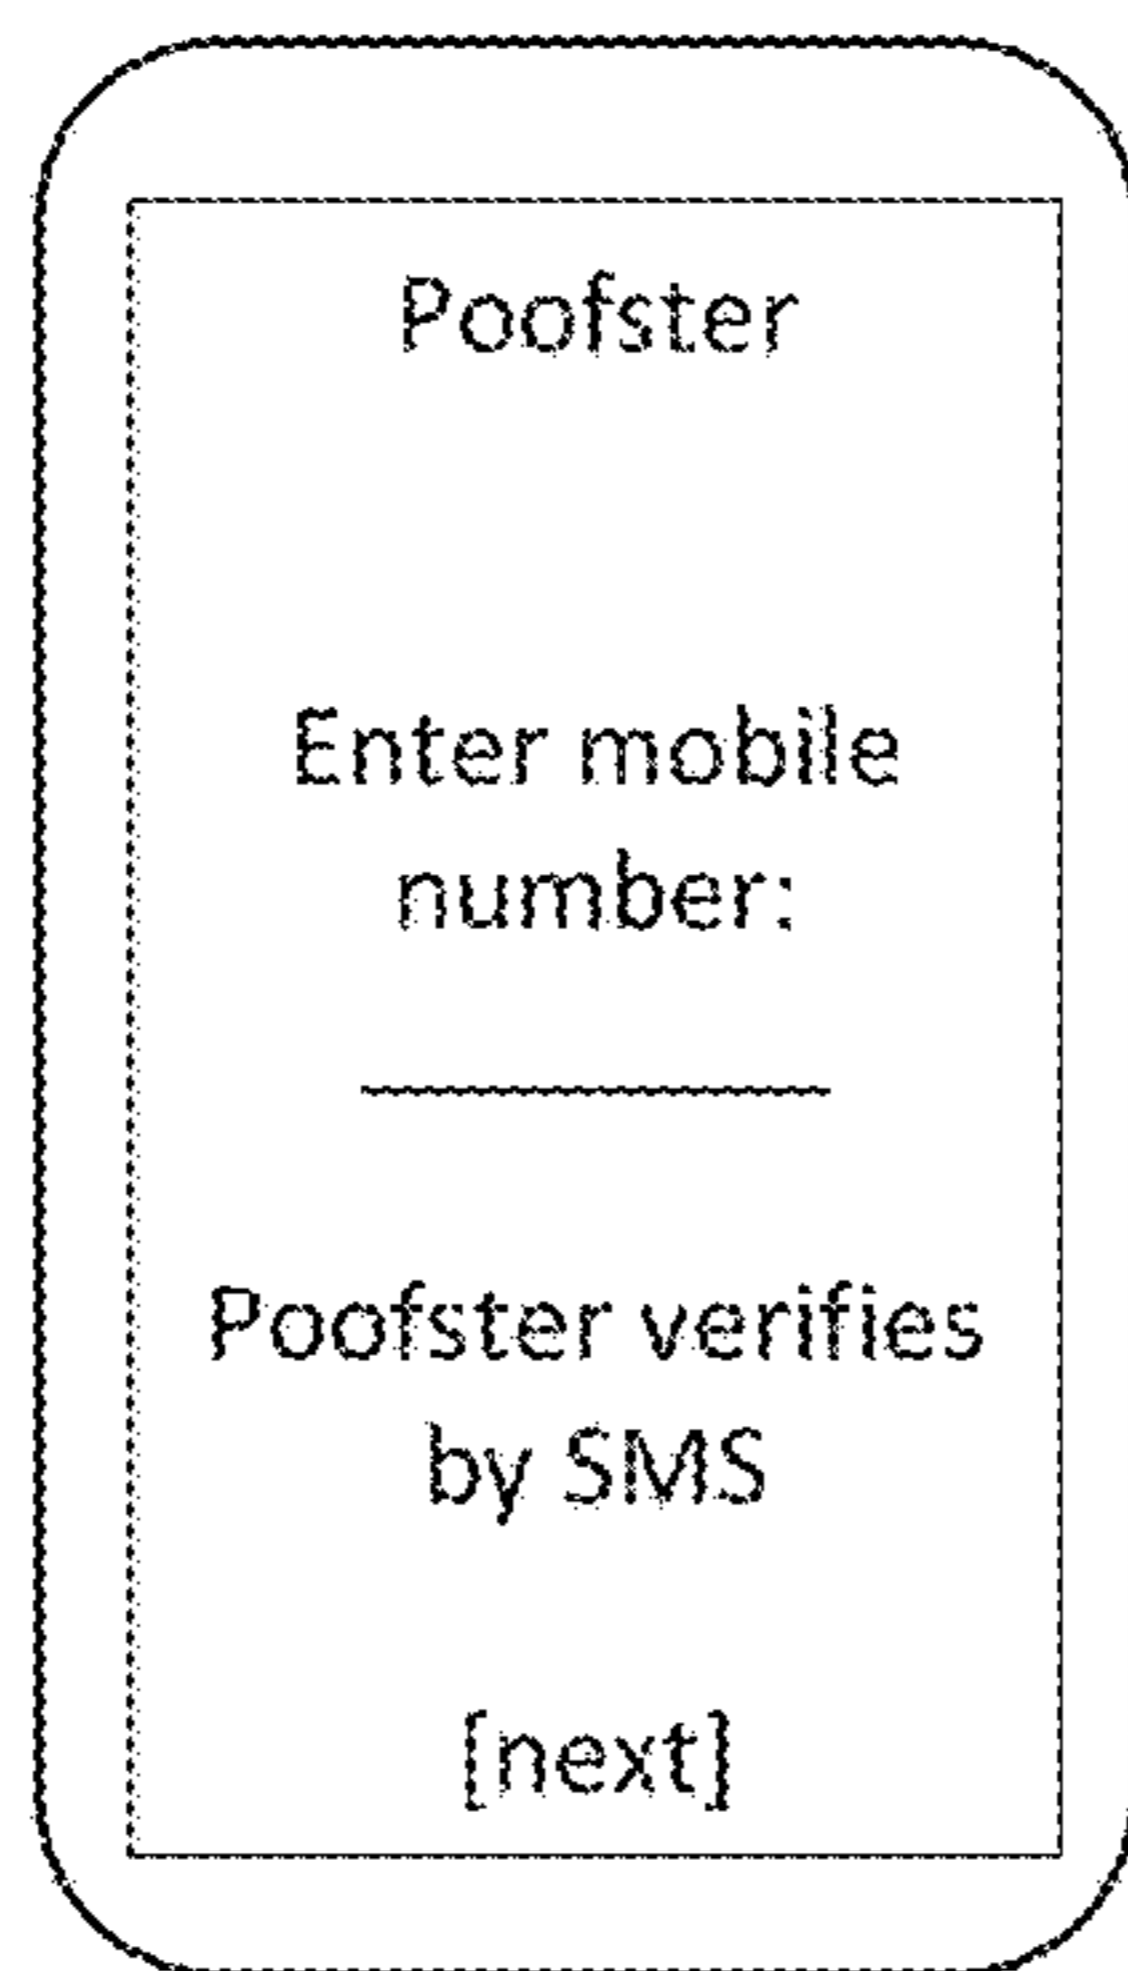 Poofster
Enter mobile
number:
Poofster verifies
by SMS
[next]